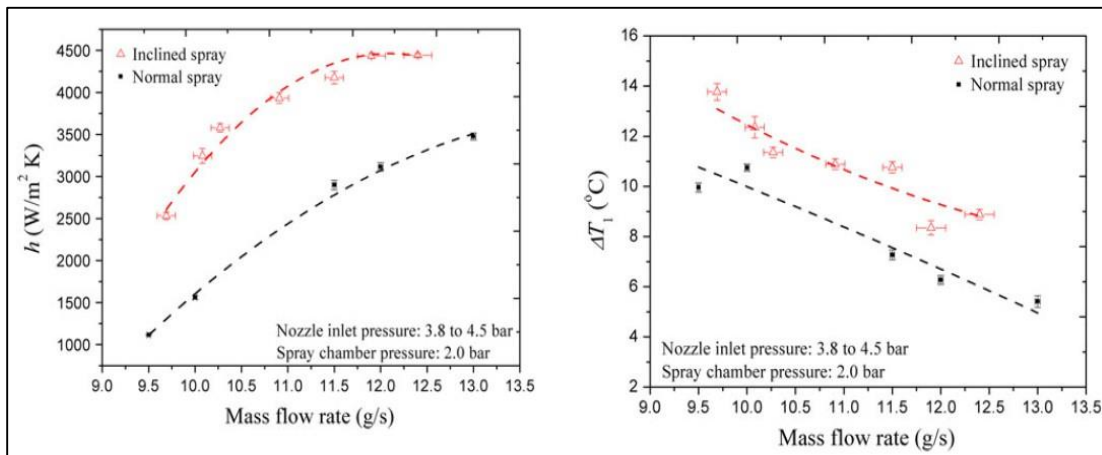 4500
4000
3500
3000
2500
2000
1500
1000
h (W/m² K)
Inclined spray
Normal spray
Nozzle inlet pressure: 3.8 to 4.5 bar
Spray chamber pressure: 2.0 bar
9.0 9.5 10.0 10.5 11.0 11.5 12.0 12.5 13.0 13.5
Mass flow rate (g/s)
16
14
12
10
8
6
4
2
ΔT₁ (°C)
Inclined spray
Normal spray
Nozzle inlet pressure: 3.8 to 4.5 bar
Spray chamber pressure: 2.0 bar
9.0 9.5 10.0 10.5 11.0 11.5 12.0 12.5 13.0 13.5
Mass flow rate (g/s)